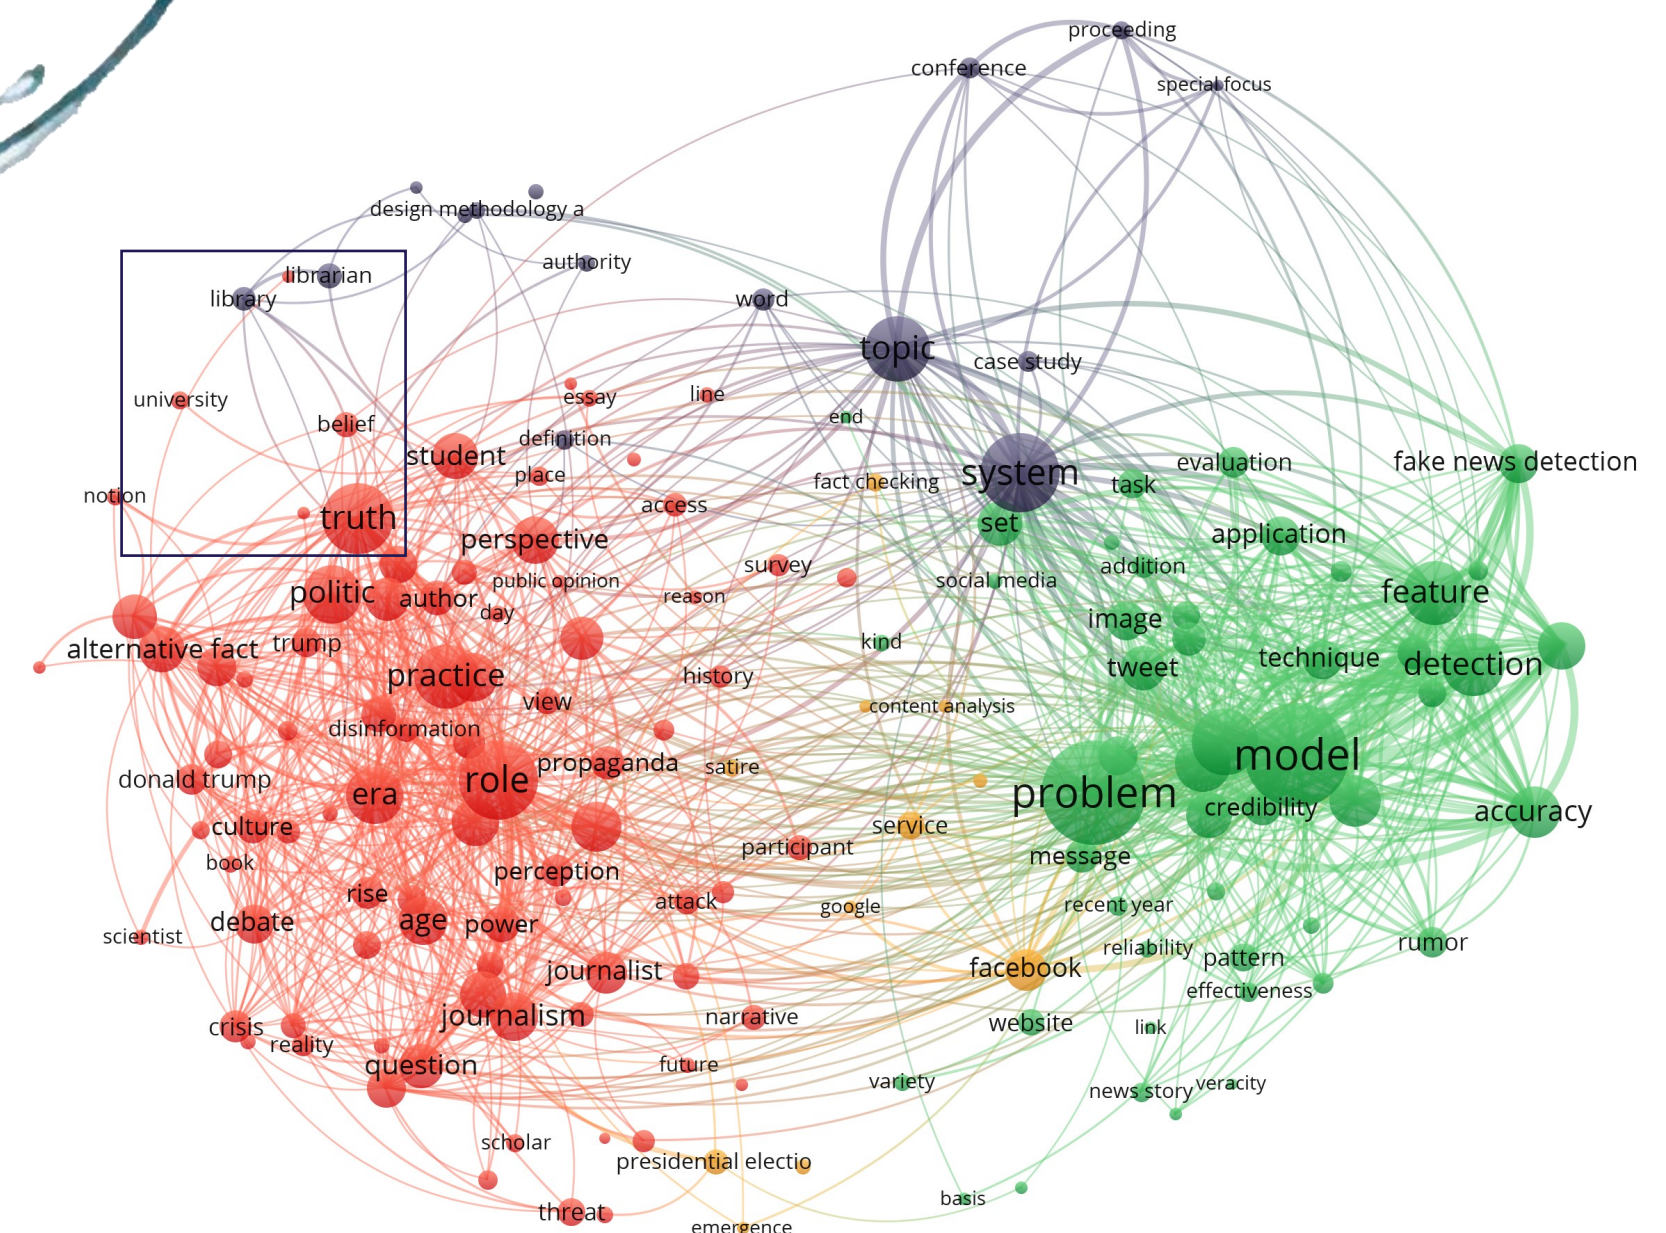 proceeding
conference
special focus
design methodology a
authority
librarian
library
word
topic
case study
university
essay
line
belief
end
definition
student
place
fact checking
system
task
evaluation
fake news detection
notion
truth
access
set
perspective
application
survey
public opinion
reason
social media
addition
politic
author
day
feature
image
alternative fact
trump
kind
tweet
technique
detection
practice
history
view
content analysis
disinformation
propaganda
satire
model
donald trump
role
era
problem
credibility
accuracy
culture
service
participant
message
book
perception
rise
attack
google
recent year
debate
age
power
scientist
reliability
pattern
rumor
journalist
facebook
effectiveness
crisis
journalism
narrative
website
link
reality
question
future
variety
news story
veracity
scholar
presidential electio
basis
threat
emergence